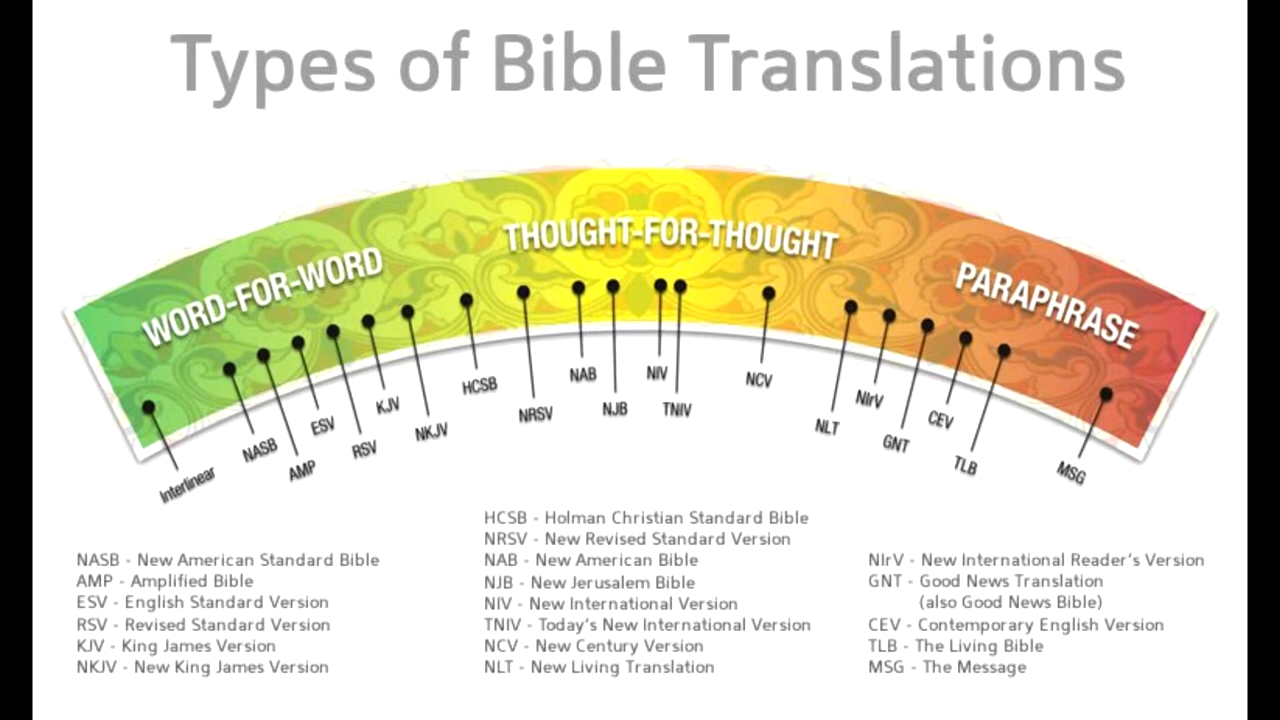 Types of Bible Translations
WORD-FOR-WORD
THOUGHT-FOR-THOUGHT
PARAPHRASE
Interlinear
NASB
AMP
ESV
RSV
KJV
NKJV
HCSB
NRSV
NAB
NJB
NIV
TNIV
NCV
NLT
NIrV
GNT
CEV
TLB
MSG
NASB - New American Standard Bible
AMP - Amplified Bible
ESV - English Standard Version
RSV - Revised Standard Version
KJV - King James Version
NKJV - New King James Version
HCSB - Holman Christian Standard Bible
NRSV - New Revised Standard Version
NAB - New American Bible
NJB - New Jerusalem Bible
NIV - New International Version
TNIV - Today's New International Version
NCV - New Century Version
NLT - New Living Translation
NIrV - New International Reader's Version
GNT - Good News Translation
(also Good News Bible)
CEV - Contemporary English Version
TLB - The Living Bible
MSG - The Message